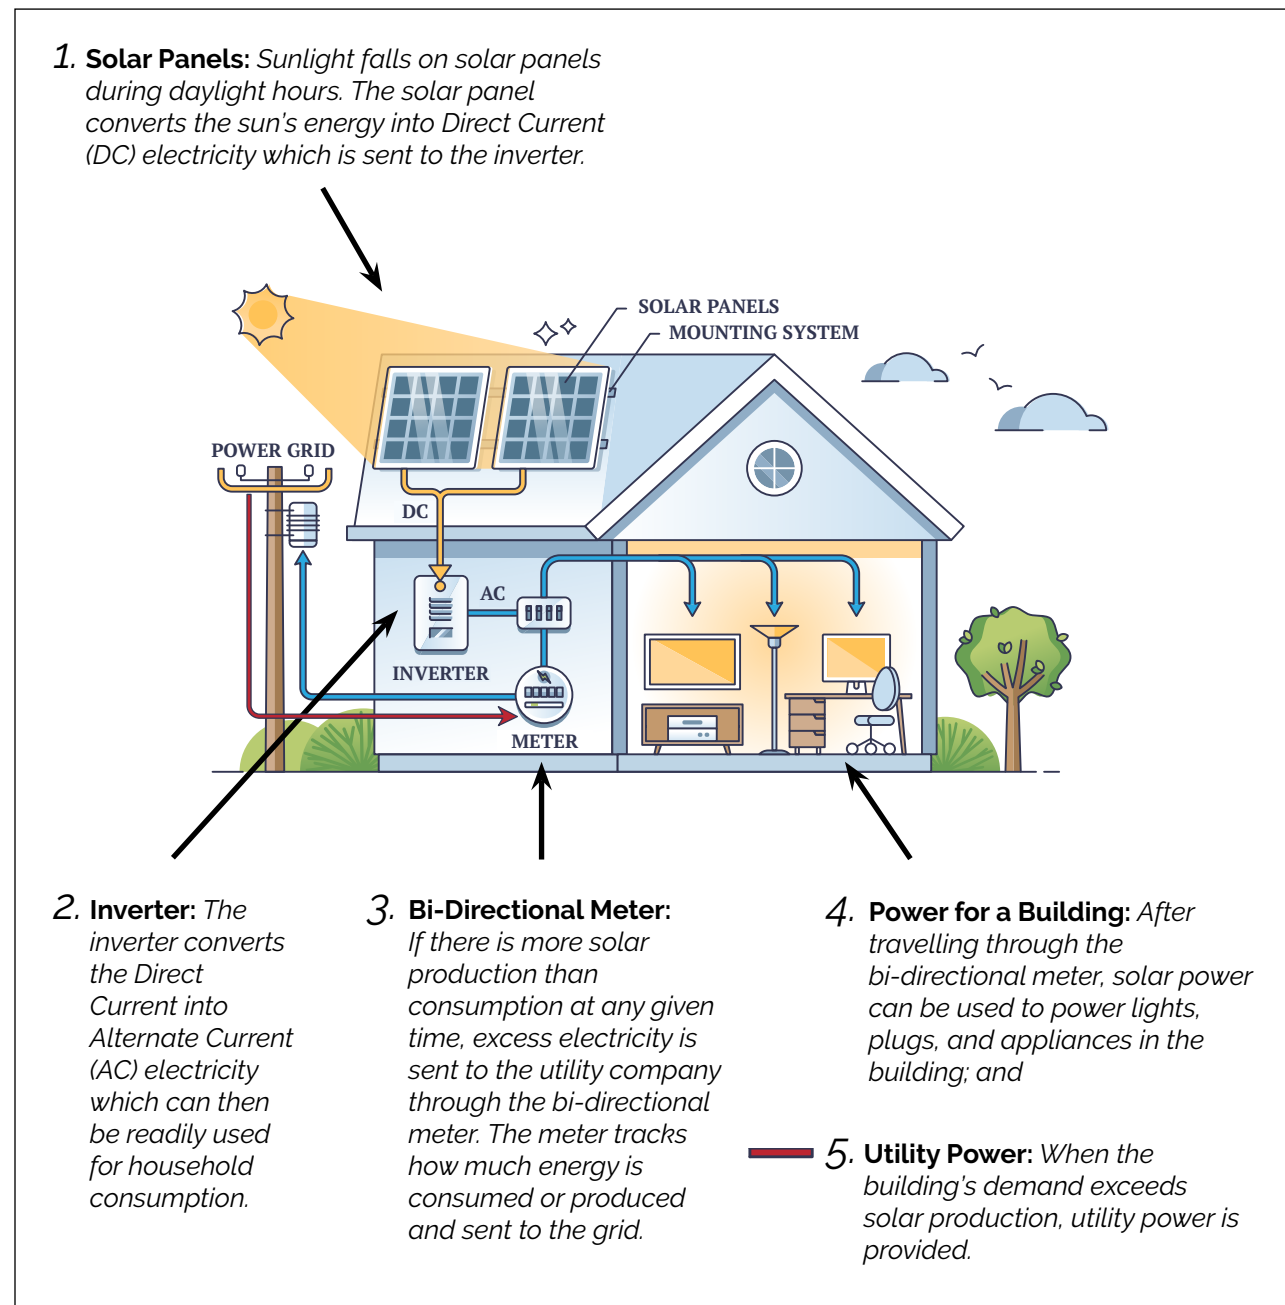 1. Solar Panels: Sunlight falls on solar panels
during daylight hours. The solar panel
converts the sun's energy into Direct Current
(DC) electricity which is sent to the inverter.
SOLAR PANELS
MOUNTING SYSTEM
POWER GRID
DC
AC
INVERTER
METER
2. Inverter: The
inverter converts
the Direct
Current into
Alternate Current
(AC) electricity
which can then
be readily used
for household
consumption.
3. Bi-Directional Meter:
If there is more solar
production than
consumption at any given
time, excess electricity is
sent to the utility company
through the bi-directional
meter. The meter tracks
how much energy is
consumed or produced
and sent to the grid.
4. Power for a Building: After
travelling through the
bi-directional meter, solar power
can be used to power lights,
plugs, and appliances in the
building; and
5. Utility Power: When the
building's demand exceeds
solar production, utility power is
provided.